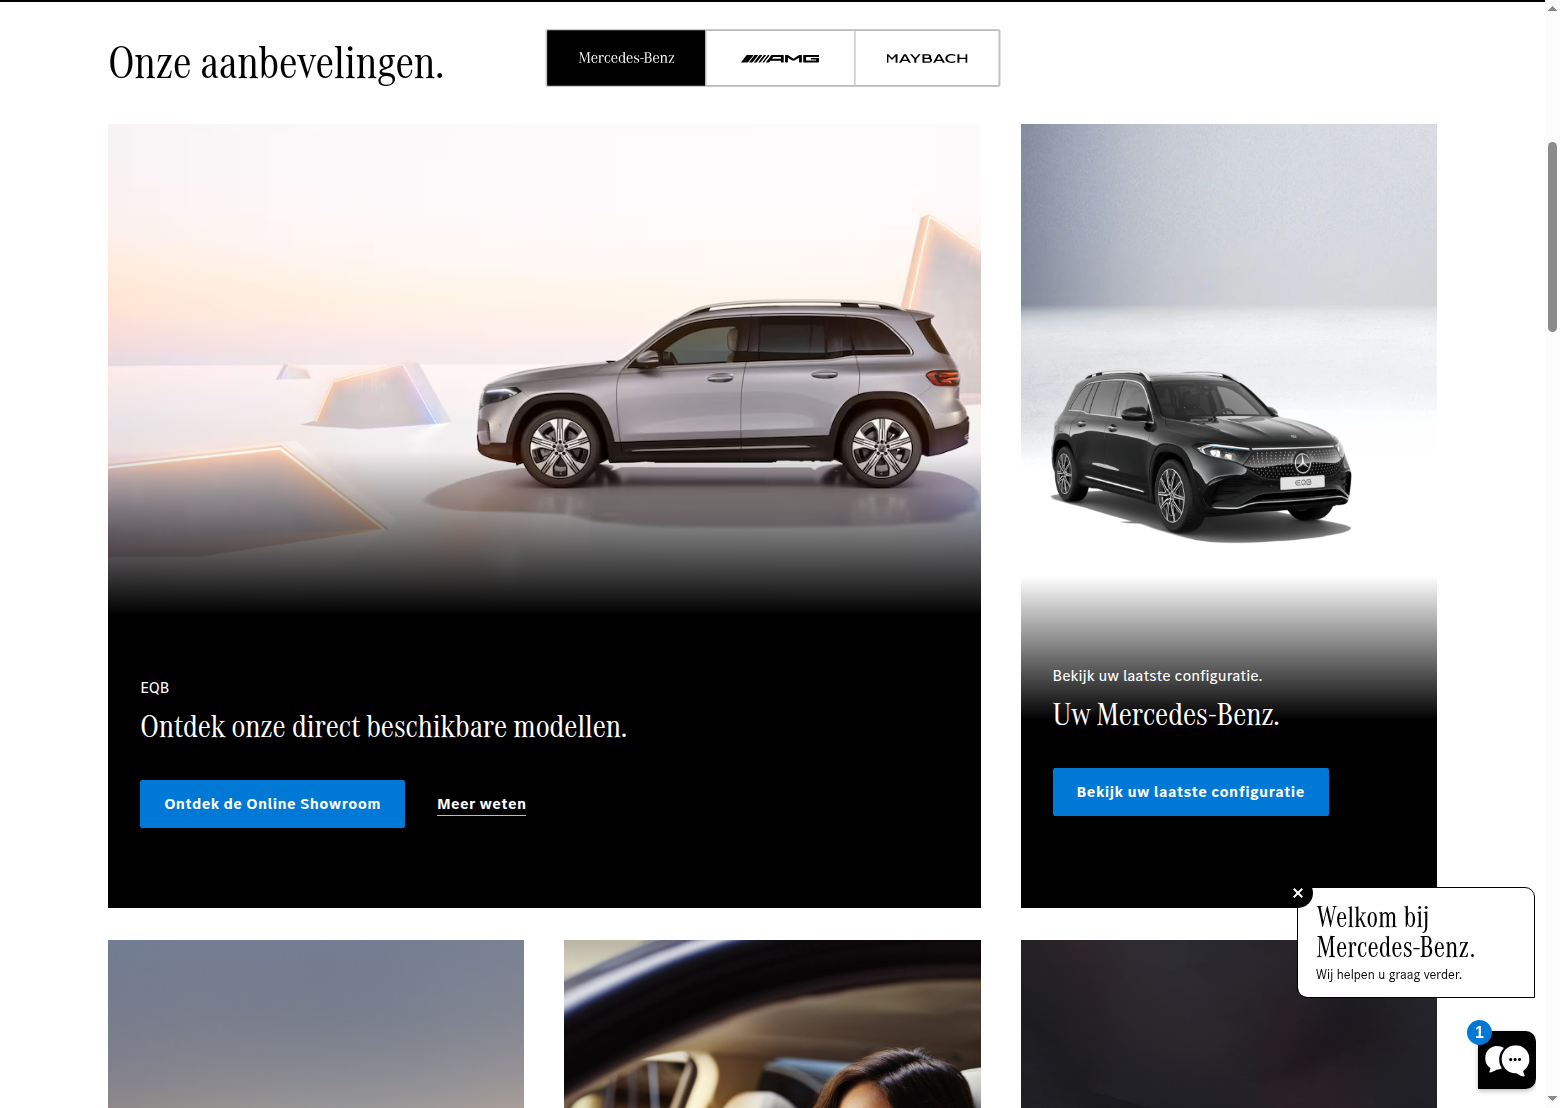 Onze aanbevelingen.
Mercedes-Benz
AMG
MAYBACH
EQB
Ontdek onze direct beschikbare modellen.
Ontdek de Online Showroom
Meer weten
EQB
Bekijk uw laatste configuratie.
Uw Mercedes-Benz.
Bekijk uw laatste configuratie
Welkom bij
Mercedes-Benz.
Wij helpen u graag verder.
1